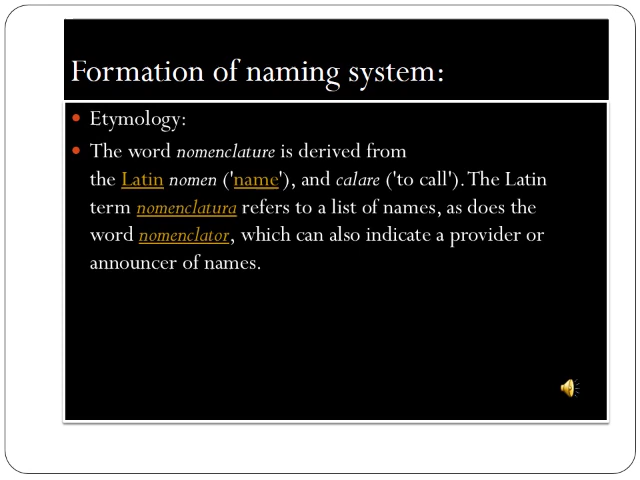 Formation of naming system:
Etymology:
The word nomenclature is derived from
the Latin nomen ('name'), and calare ('to call'). The Latin
term nomenclatura refers to a list of names, as does the
word nomenclator, which can also indicate a provider or
announcer of names.